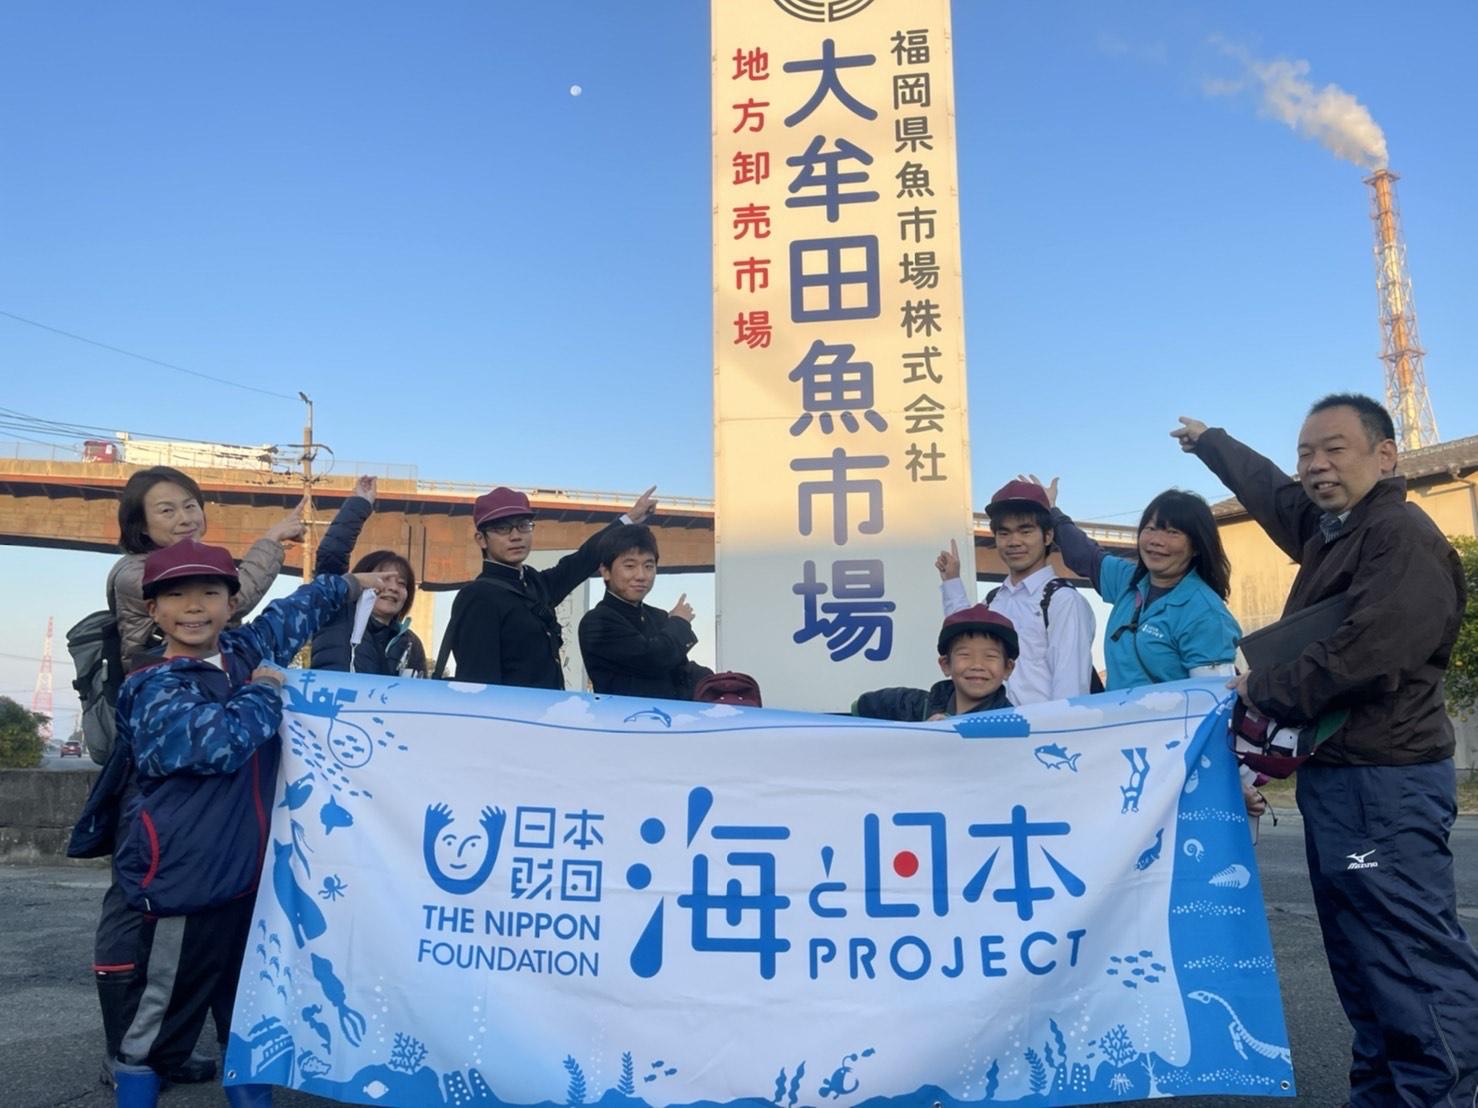 福岡県魚市場株式会社
大牟田魚市場
地方卸売市場
日本
財団
THE NIPPON
FOUNDATION
海と日本
PROJECT
MIZUNO